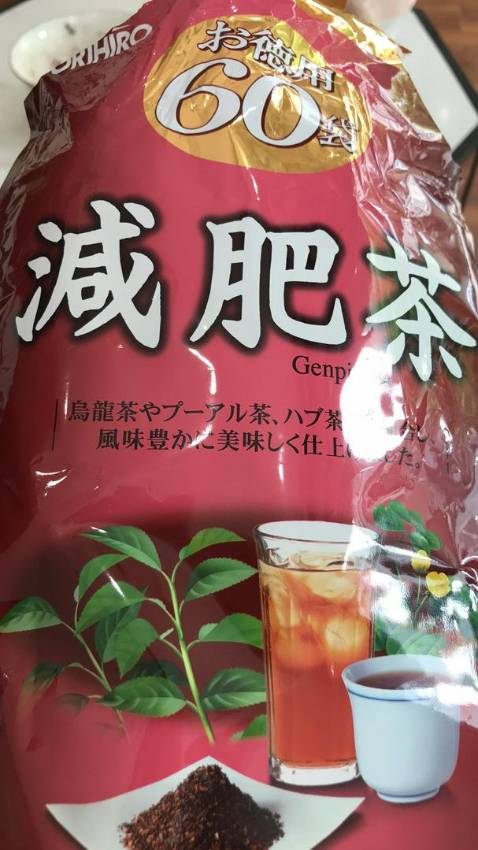 ORIHIRO
お徳用
60袋
減肥茶
烏龍茶やプーアル茶、ハブ茶
風味豊かに美味しく仕上